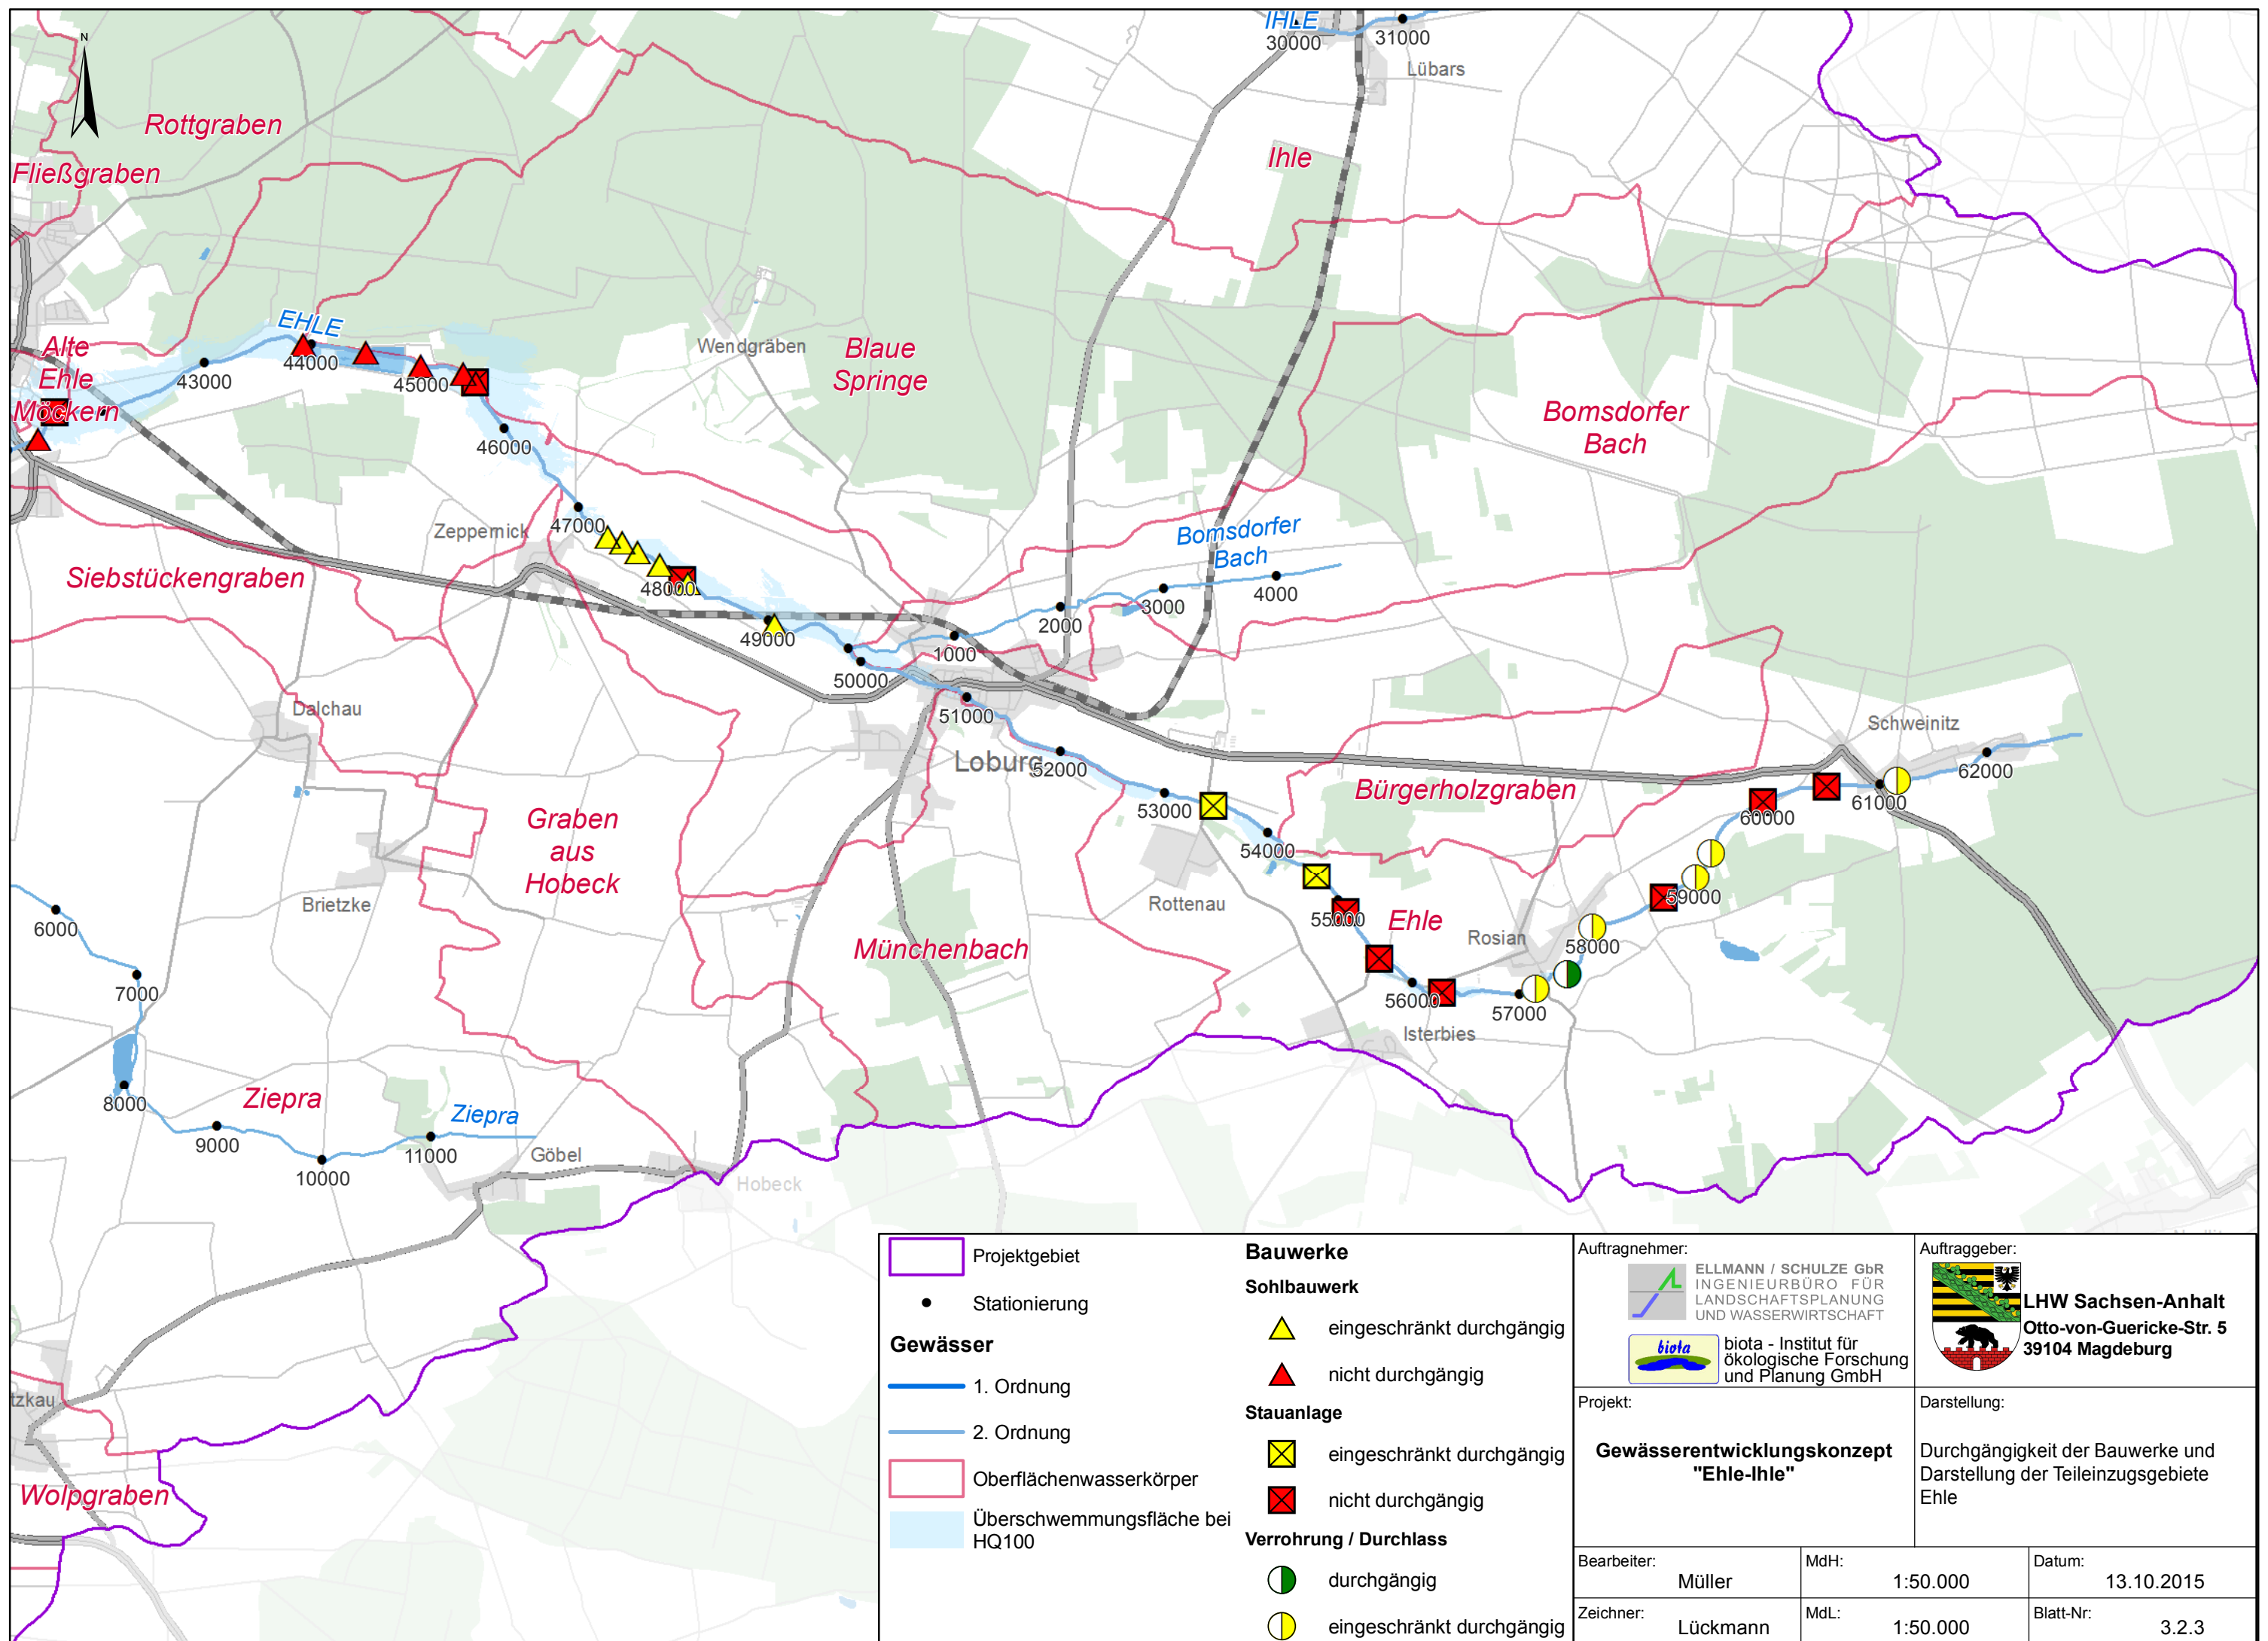 N
IHLE
30000
31000
Lübars
Rottgraben
Fließgraben
Ihle
EHLE
Alte
Ehle
Möckern
43000
44000
45000
46000
Wendgräben
Blaue
Springe
Bomsdorfer
Bach
Zeppernick
47000
48000
49000
Bomsdorfer
Bach
Siebstückengraben
1000
2000
3000
4000
50000
51000
Dalchau
Loburg
52000
53000
54000
55000
56000
57000
58000
59000
60000
61000
62000
Schweinitz
Bürgerholzgraben
Graben
aus
Hobeck
Brietzke
Rottenau
Ehle
Rosian
Isterbies
Münchenbach
6000
7000
8000
9000
10000
11000
Ziepra
Ziepra
Göbel
Hobeck
tzkau
Wolpgraben
Projektgebiet
Stationierung
Gewässer
1. Ordnung
2. Ordnung
Oberflächenwasserkörper
Überschwemmungsfläche bei
HQ100
Bauwerke
Sohlbauwerk
eingeschränkt durchgängig
nicht durchgängig
Stauanlage
eingeschränkt durchgängig
nicht durchgängig
Verrohrung / Durchlass
durchgängig
eingeschränkt durchgängig
Auftragnehmer:
ELLMANN / SCHULZE GbR
INGENIEURBÜRO FÜR
LANDSCHAFTSPLANUNG
UND WASSERWIRTSCHAFT
biota
biota - Institut für
ökologische Forschung
und Planung GmbH
Auftraggeber:
LHW Sachsen-Anhalt
Otto-von-Guericke-Str. 5
39104 Magdeburg
Projekt:
Gewässerentwicklungskonzept
"Ehle-Ihle"
Darstellung:
Durchgängigkeit der Bauwerke und
Darstellung der Teileinzugsgebiete
Ehle
Bearbeiter:
Müller
MdH:
1:50.000
Datum:
13.10.2015
Zeichner:
Lückmann
MdL:
1:50.000
Blatt-Nr:
3.2.3